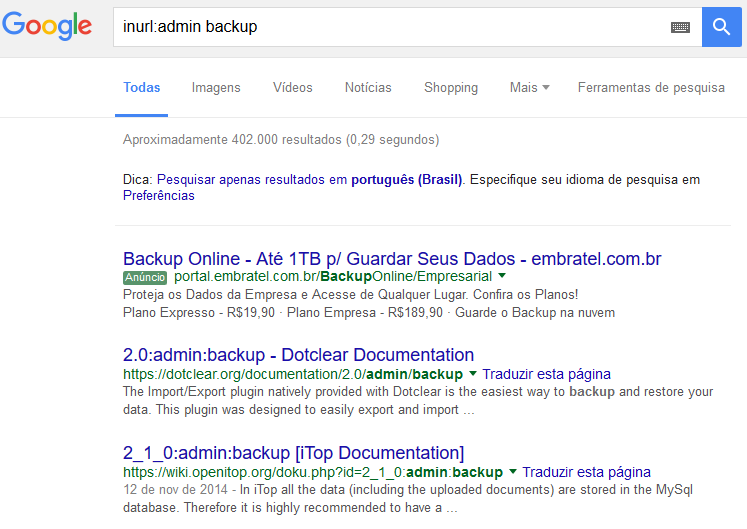 Google
inurl:admin backup
Todas Imagens Vídeos Notícias Shopping Mais Ferramentas de pesquisa
Aproximadamente 402.000 resultados (0,29 segundos)
Dica: Pesquisar apenas resultados em português (Brasil). Especifique seu idioma de pesquisa em
Preferências
Backup Online - Até 1TB p/ Guardar Seus Dados - embratel.com.br
Anúncio portal.embratel.com.br/BackupOnline/Empresarial
Proteja os Dados da Empresa e Acesse de Qualquer Lugar. Confira os Planos!
Plano Expresso - R$19,90 · Plano Empresa - R$189,90 · Guarde o Backup na nuvem
2.0:admin:backup - Dotclear Documentation
https://dotclear.org/documentation/2.0/admin/backup Traduzir esta página
The Import/Export plugin natively provided with Dotclear is the easiest way to backup and restore your
data. This plugin was designed to easily export and import ...
2_1_0:admin:backup [iTop Documentation]
https://wiki.openitop.org/doku.php?id=2_1_0:admin:backup Traduzir esta página
12 de nov de 2014 - In iTop all the data (including the uploaded documents) are stored in the MySql
database. Therefore it is highly recommended to have a ...